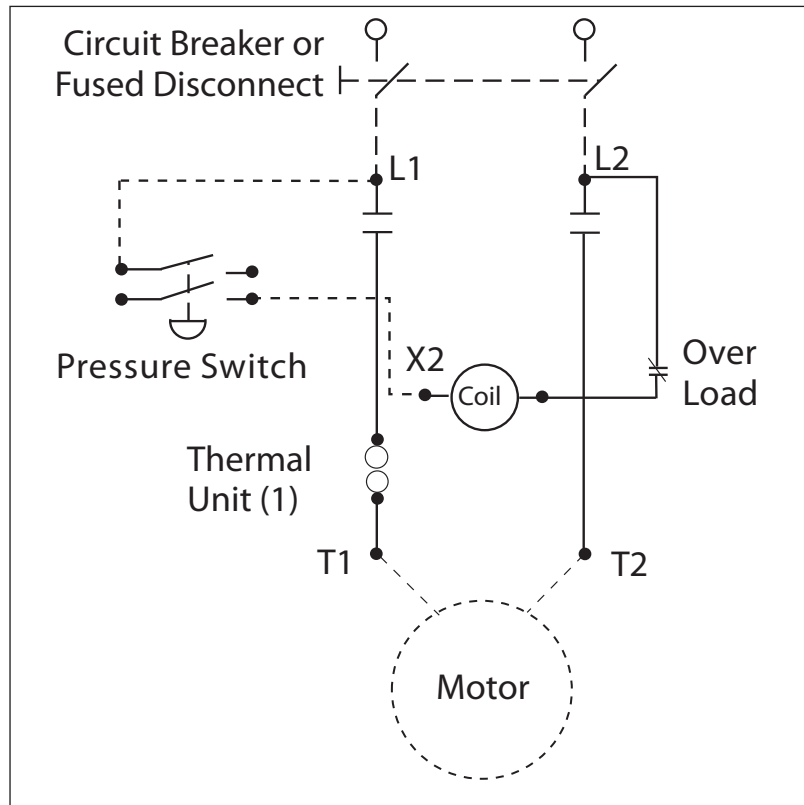 Circuit Breaker or
Fused Disconnect
L1
L2
Pressure Switch
X2
Coil
Over
Load
Thermal
Unit (1)
T1
T2
Motor